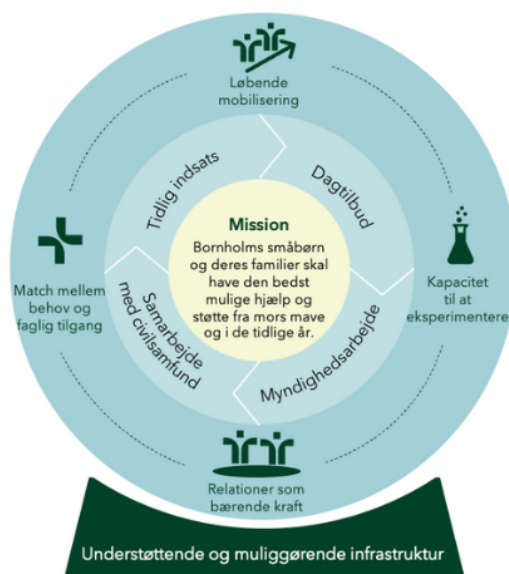 Løbende
mobilisering
Tidlig indsats
Dagtilbud
Mission
Bornholms småbørn
og deres familier skal
have den bedst
mulige hjælp og
støtte fra mors mave
og i de tidlige år.
Match mellem
behov og
faglig tilgang
Kapacitet
til at
eksperimentere
Samarbejde
med civilsamfund
Myndighedsarbejde
Relationer som
bærende kraft
Understøttende og muliggørende infrastruktur